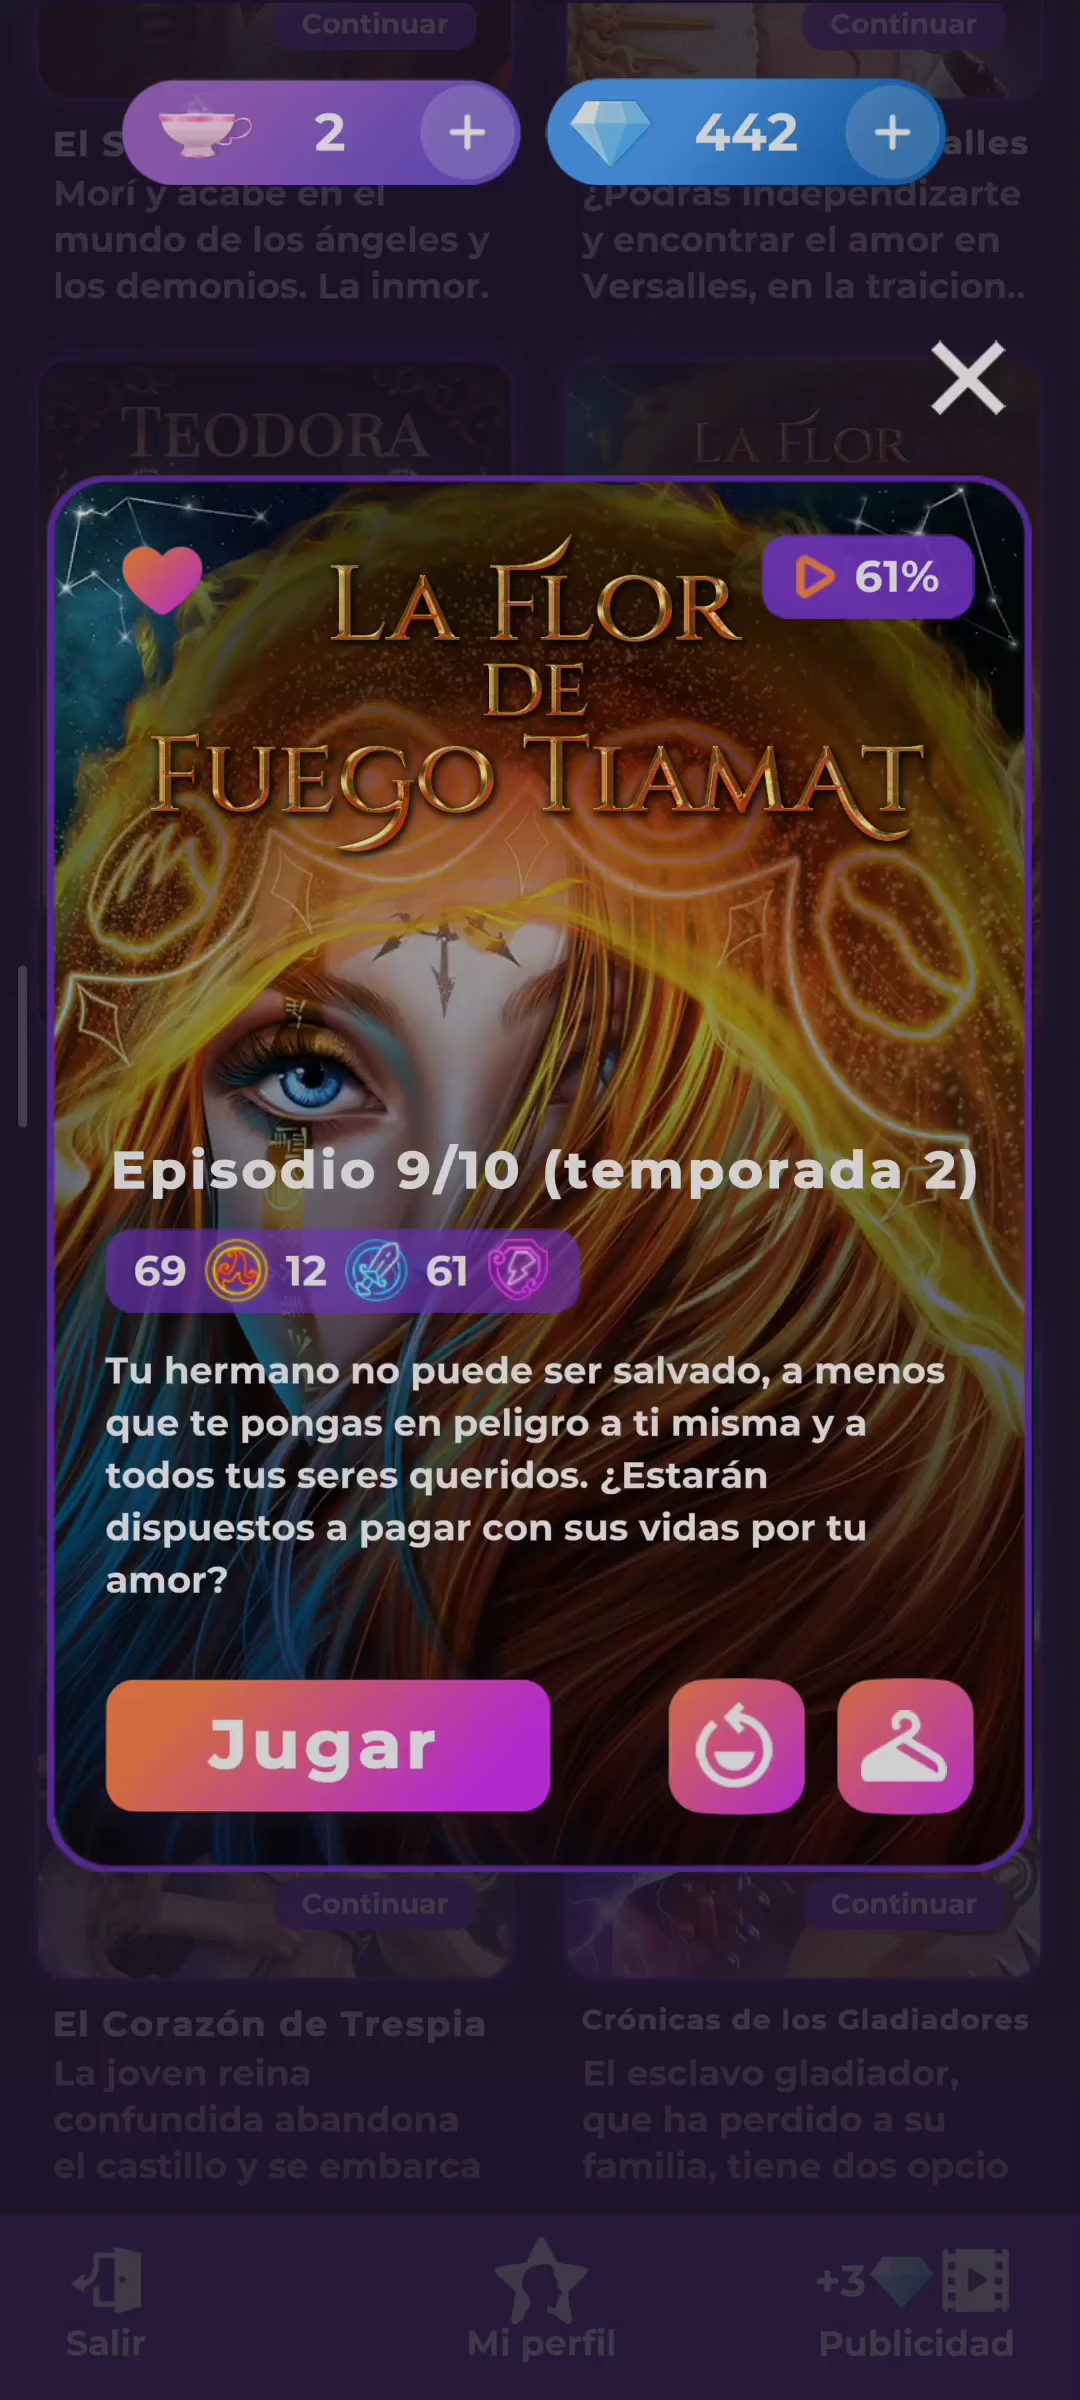 Continuar
Continuar
2
442
El S
alles
Morí y acabé en el
mundo de los ángeles y
los demonios. La inmor.
¿Podrás independizarte
y encontrar el amor en
Versalles, en la traicion..
TEODORA
LA FLOR
LA FLOR
DE
FUEGO TIAMAT
61%
Episodio 9/10 (temporada 2)
69 12 61
Tu hermano no puede ser salvado, a menos
que te pongas en peligro a ti misma y a
todos tus seres queridos. ¿Estarán
dispuestos a pagar con sus vidas por tu
amor?
Jugar
Continuar
Continuar
El Corazón de Trespia
La joven reina
confundida abandona
el castillo y se embarca
Crónicas de los Gladiadores
El esclavo gladiador,
que ha perdido a su
familia, tiene dos opcio
+3
Salir
Mi perfil
Publicidad